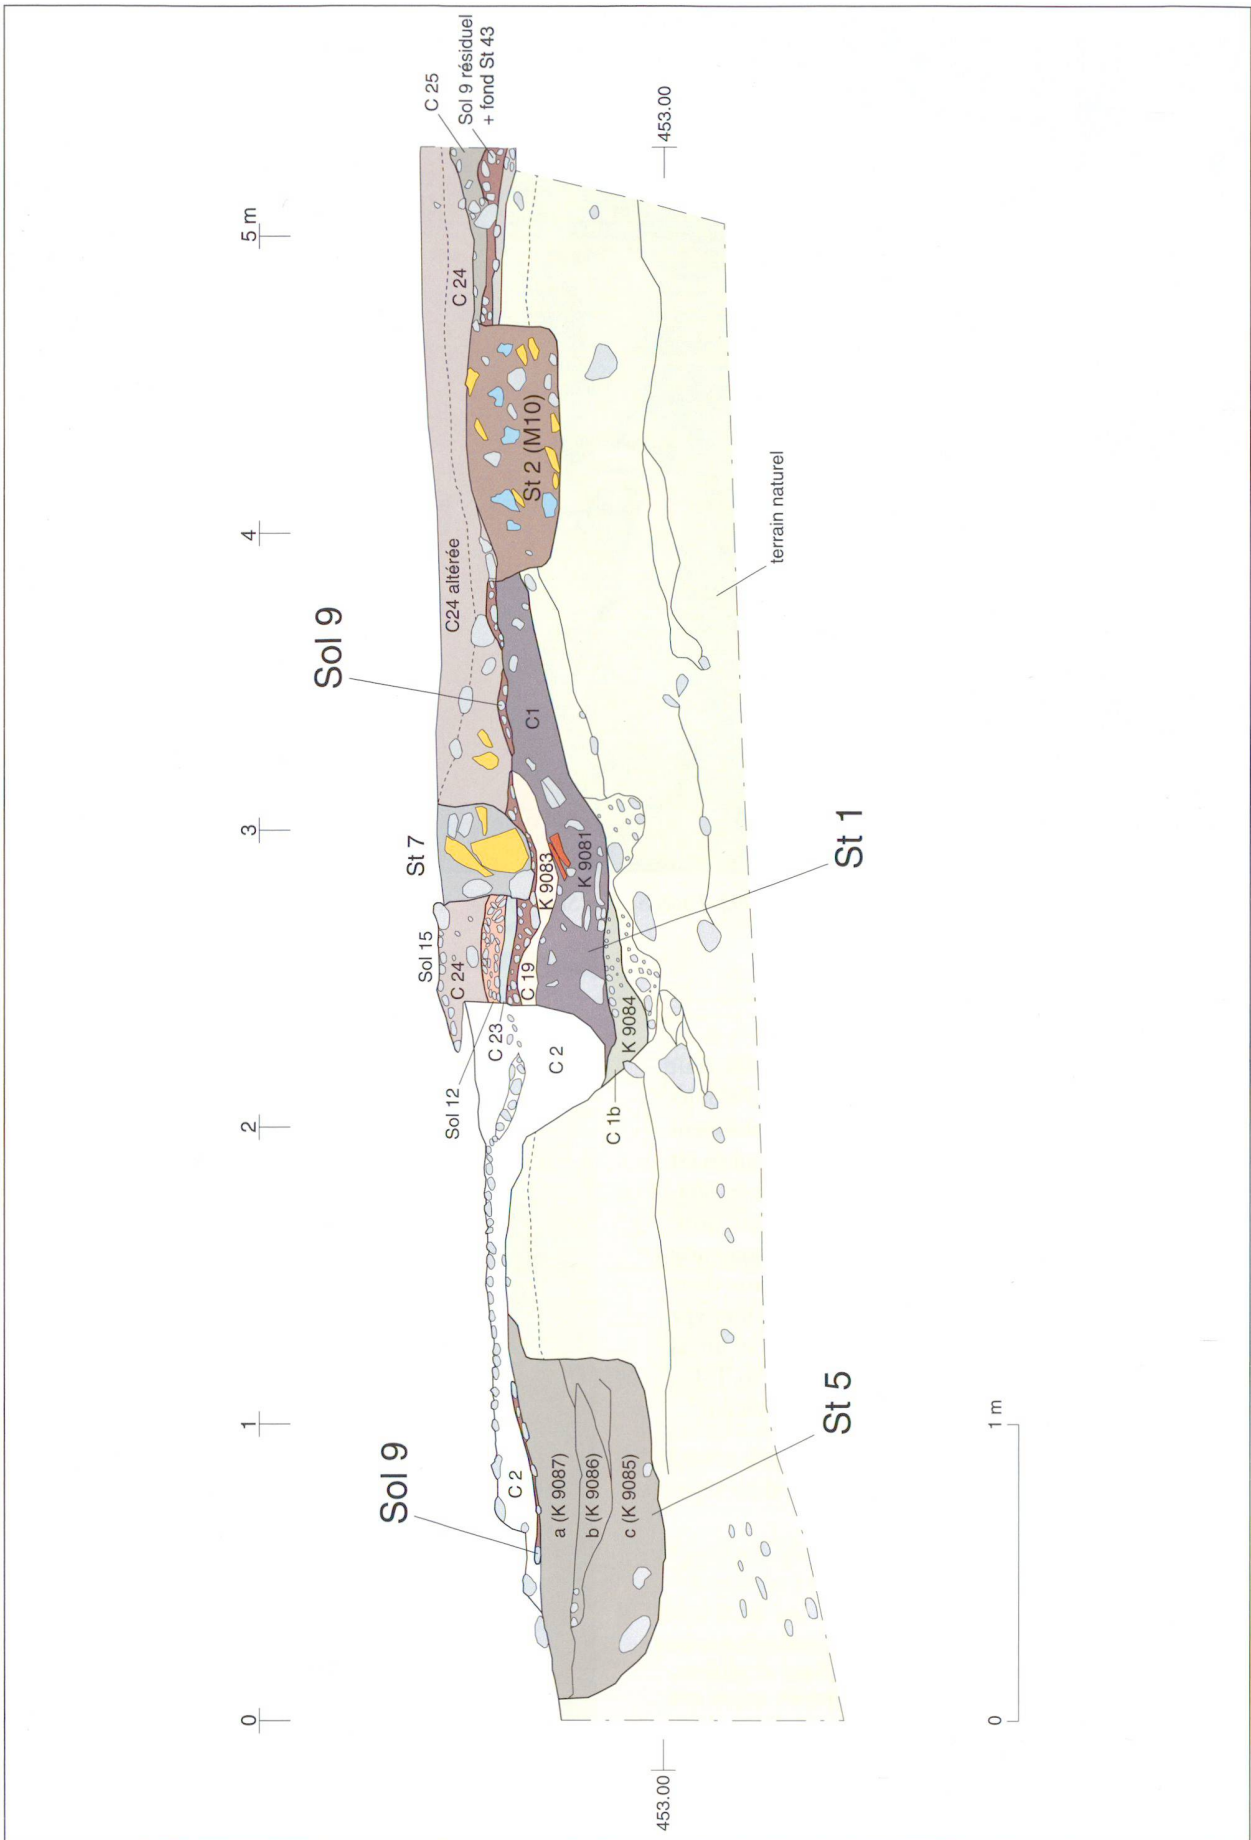 0
1
2
3
4
5 m
C 25
Sol 9 résiduel
+ fond St 43
C 24
C24 altérée
Sol 9
St 7
Sol 15
C 24
Sol 12
C 23
C 19
K 9083
C1
St 2 (M10)
453.00
C 2
K 9081
K 9084
C 1b
St 1
terrain naturel
Sol 9
C 2
a (K 9087)
b (K 9086)
c (K 9085)
St 5
453.00
0
1 m